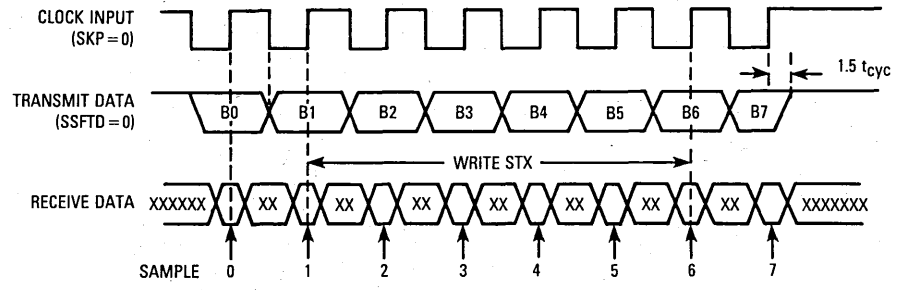 CLOCK INPUT
(SKP = 0)
1.5 tCYC
TRANSMIT DATA
(SSFTD = 0)
B0 B1 B2 B3 B4 B5 B6 B7
WRITE STX
RECEIVE DATA XXXXXX XX XX XX XX XX XX XX XXXXXXX
SAMPLE 0 1 2 3 4 5 6 7